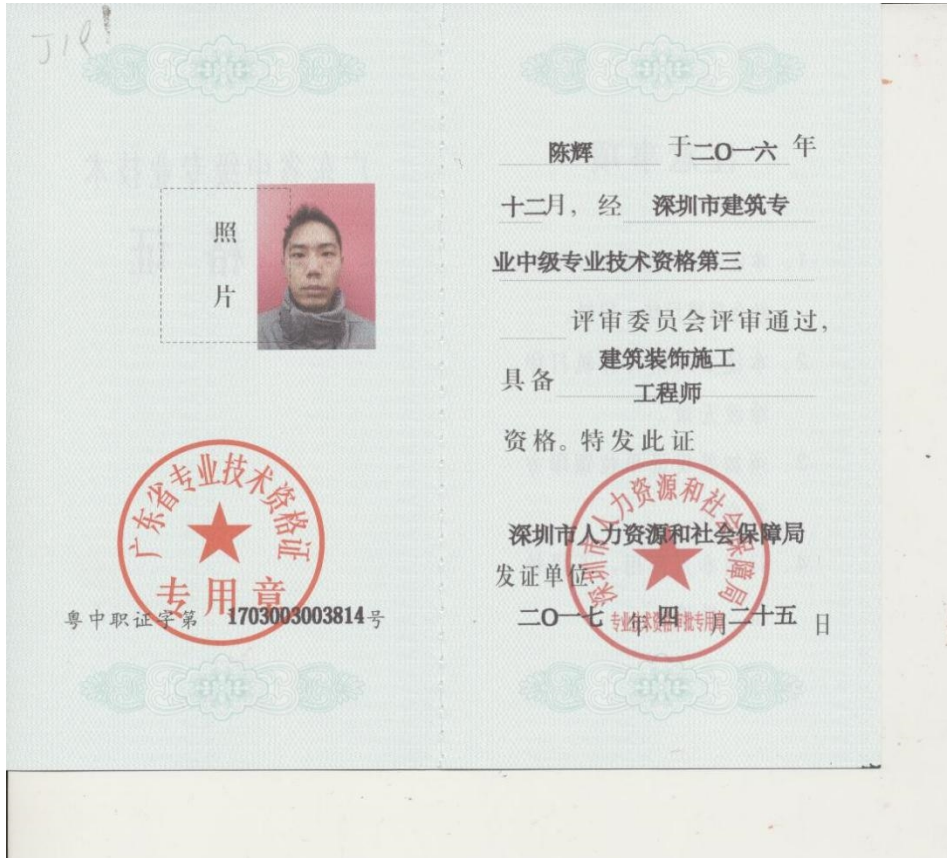 J19
照
片
广东省专业技术资格证
专用章
粤中职证字第 1703003003814号
陈辉 于二〇一六 年
十二月，经 深圳市建筑专
业中级专业技术资格第三
评审委员会评审通过，
具备 建筑装饰施工
工程师
资格。特发此证
深圳市人力资源和社会保障局
深圳市人力资源和社会保障局
发证单位:
专业技术资格审批专用章
二〇一七 年 四 月 二十五 日